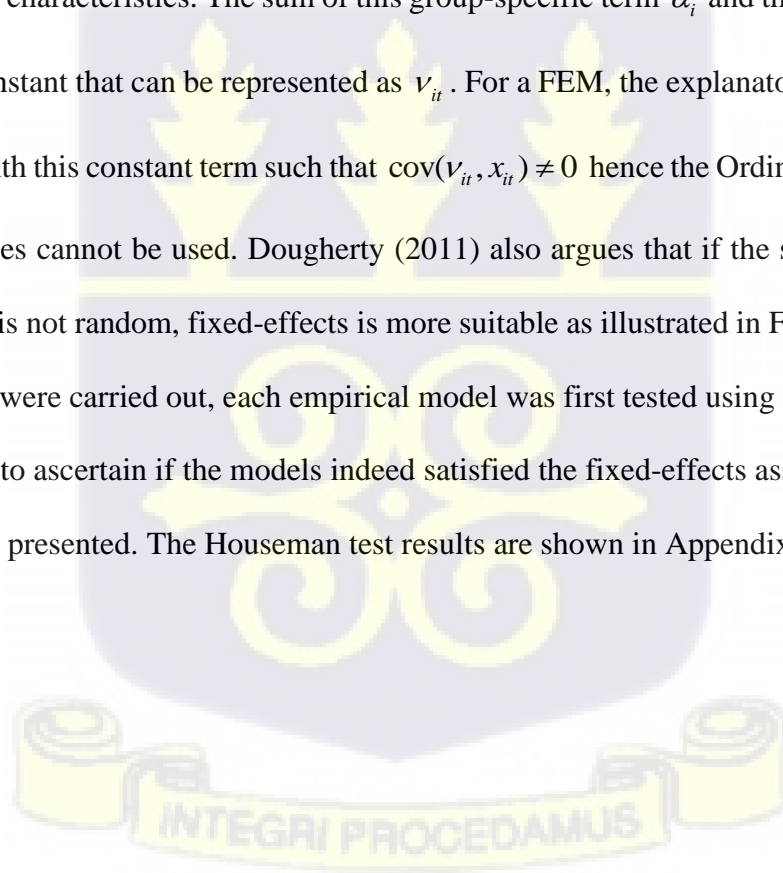 characteristics. The sum of this group-specific term αᵢ and th
nstant that can be represented as νᵢₜ. For a FEM, the explanato
th this constant term such that cov(νᵢₜ, xᵢₜ) ≠ 0 hence the Ordin
es cannot be used. Dougherty (2011) also argues that if the s
is not random, fixed-effects is more suitable as illustrated in F
were carried out, each empirical model was first tested using
to ascertain if the models indeed satisfied the fixed-effects as
presented. The Houseman test results are shown in Appendix
INTEGRI PROCEDAMUS